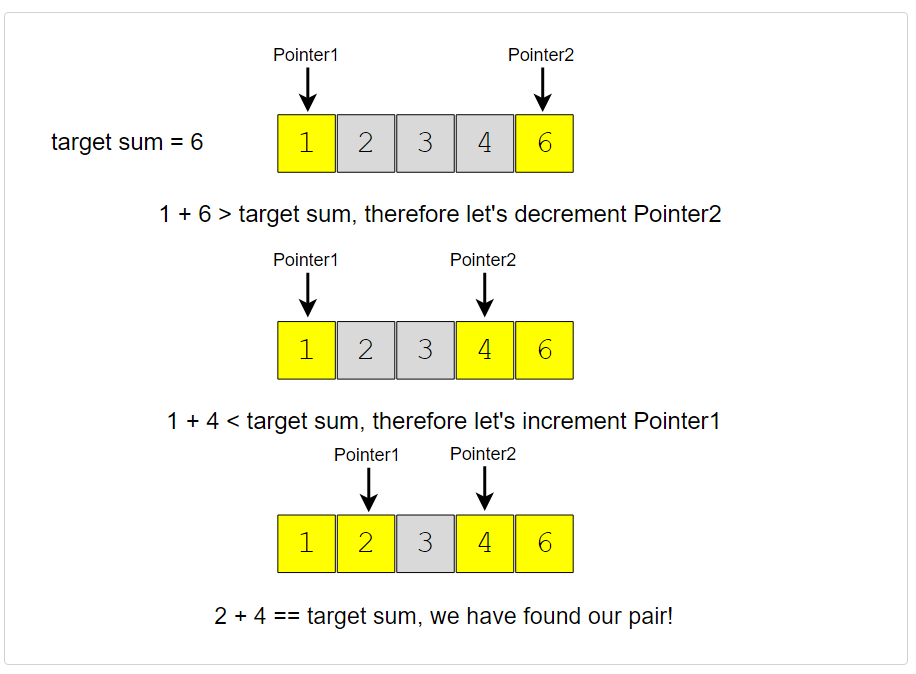 Pointer1 Pointer2
target sum = 6
1 2 3 4 6
1 + 6 > target sum, therefore let's decrement Pointer2
Pointer1 Pointer2
1 2 3 4 6
1 + 4 < target sum, therefore let's increment Pointer1
Pointer1 Pointer2
1 2 3 4 6
2 + 4 == target sum, we have found our pair!